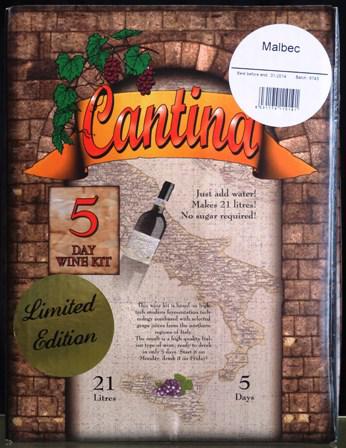 Malbec
Best before end: 31.2014 Batch: 9743
Cantina
Just add water!
Makes 21 litres!
No sugar required!
5
DAY
WINE KIT
Limited
Edition
This wine kit is based on high-
tech modern fermentation tech-
nology combined with selected
grape juices from the northern
regions of Italy.
The result is a high quality Ital-
ian type of wine, ready to drink
in only 5 days. Start it on
Monday, drink it on Friday!
21
Litres
5
Days